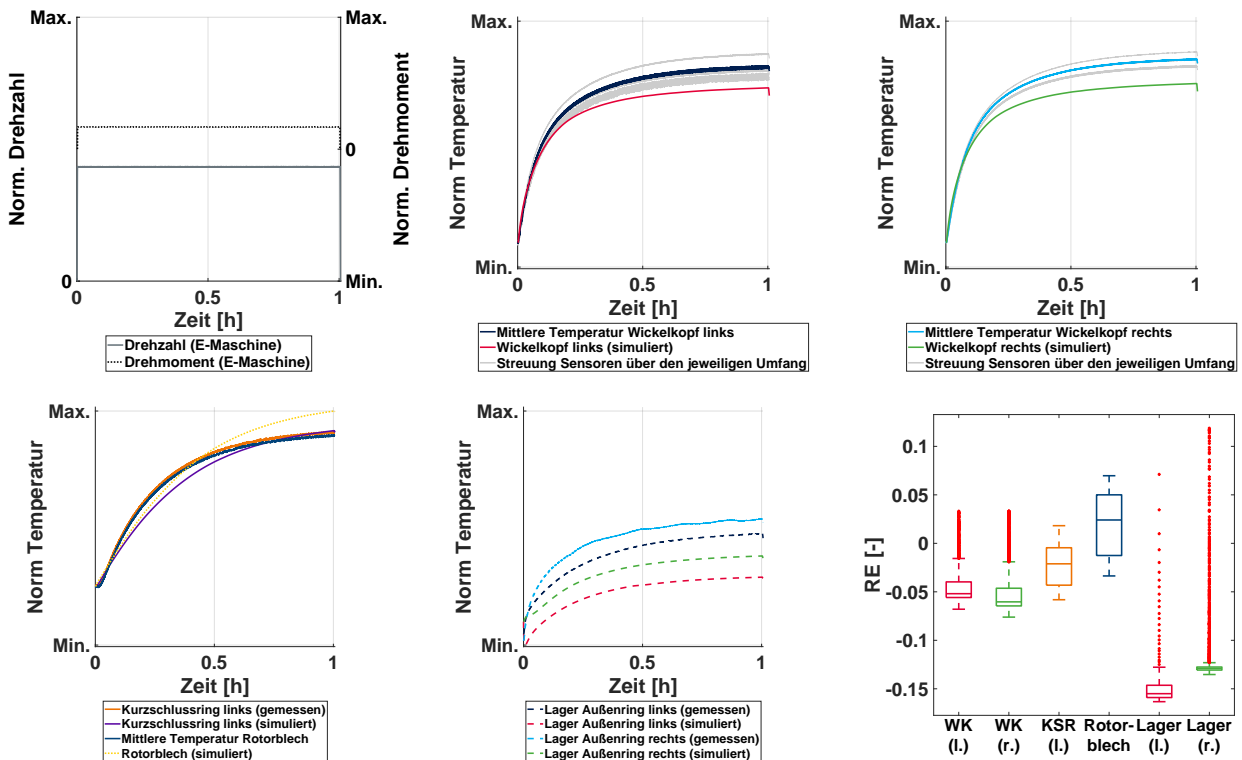 Max.
Norm. Drehzahl
0
0
0.5
1
Zeit [h]
Max.
0
Min.
Norm. Drehmoment
Drehzahl (E-Maschine)
Drehmoment (E-Maschine)
Max.
Norm Temperatur
Min.
0
0.5
1
Zeit [h]
Mittlere Temperatur Wickelkopf links
Wickelkopf links (simuliert)
Streuung Sensoren über den jeweiligen Umfang
Max.
Norm Temperatur
Min.
0
0.5
1
Zeit [h]
Mittlere Temperatur Wickelkopf rechts
Wickelkopf rechts (simuliert)
Streuung Sensoren über den jeweiligen Umfang
Max.
Norm Temperatur
Min.
0
0.5
1
Zeit [h]
Kurzschlussring links (gemessen)
Kurzschlussring links (simuliert)
Mittlere Temperatur Rotorblech
Rotorblech (simuliert)
Max.
Norm Temperatur
Min.
0
0.5
1
Zeit [h]
Lager Außenring links (gemessen)
Lager Außenring links (simuliert)
Lager Außenring rechts (gemessen)
Lager Außenring rechts (simuliert)
RE [-]
0.1
0.05
0
-0.05
-0.1
-0.15
WK WK KSR Rotor- Lager Lager
(l.) (r.) (l.) blech (l.) (r.)